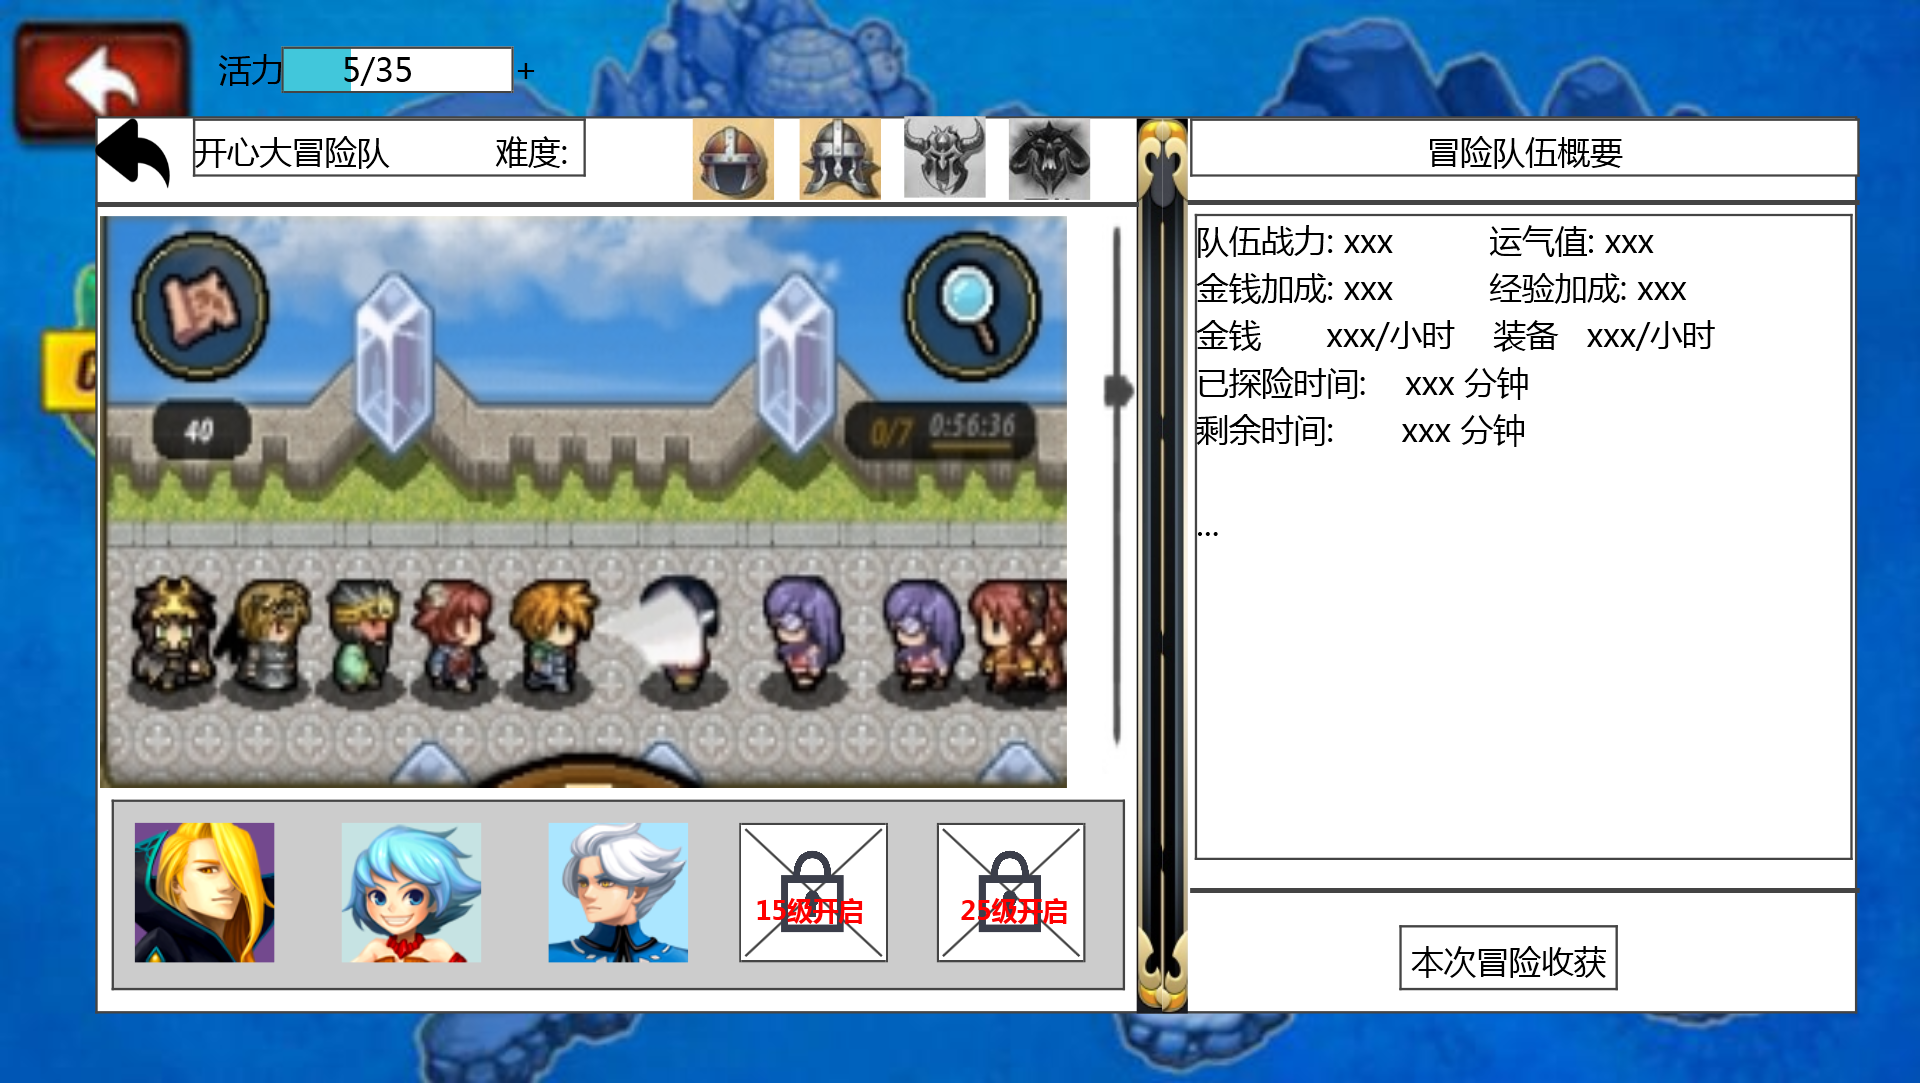 活力 5/35 +
开心大冒险队 难度:
冒险队伍概要
40
0/7 0:56:36
队伍战力: xxx 运气值: xxx
金钱加成: xxx 经验加成: xxx
金钱 xxx/小时 装备 xxx/小时
已探险时间: xxx 分钟
剩余时间: xxx 分钟
...
15级开启
25级开启
本次冒险收获